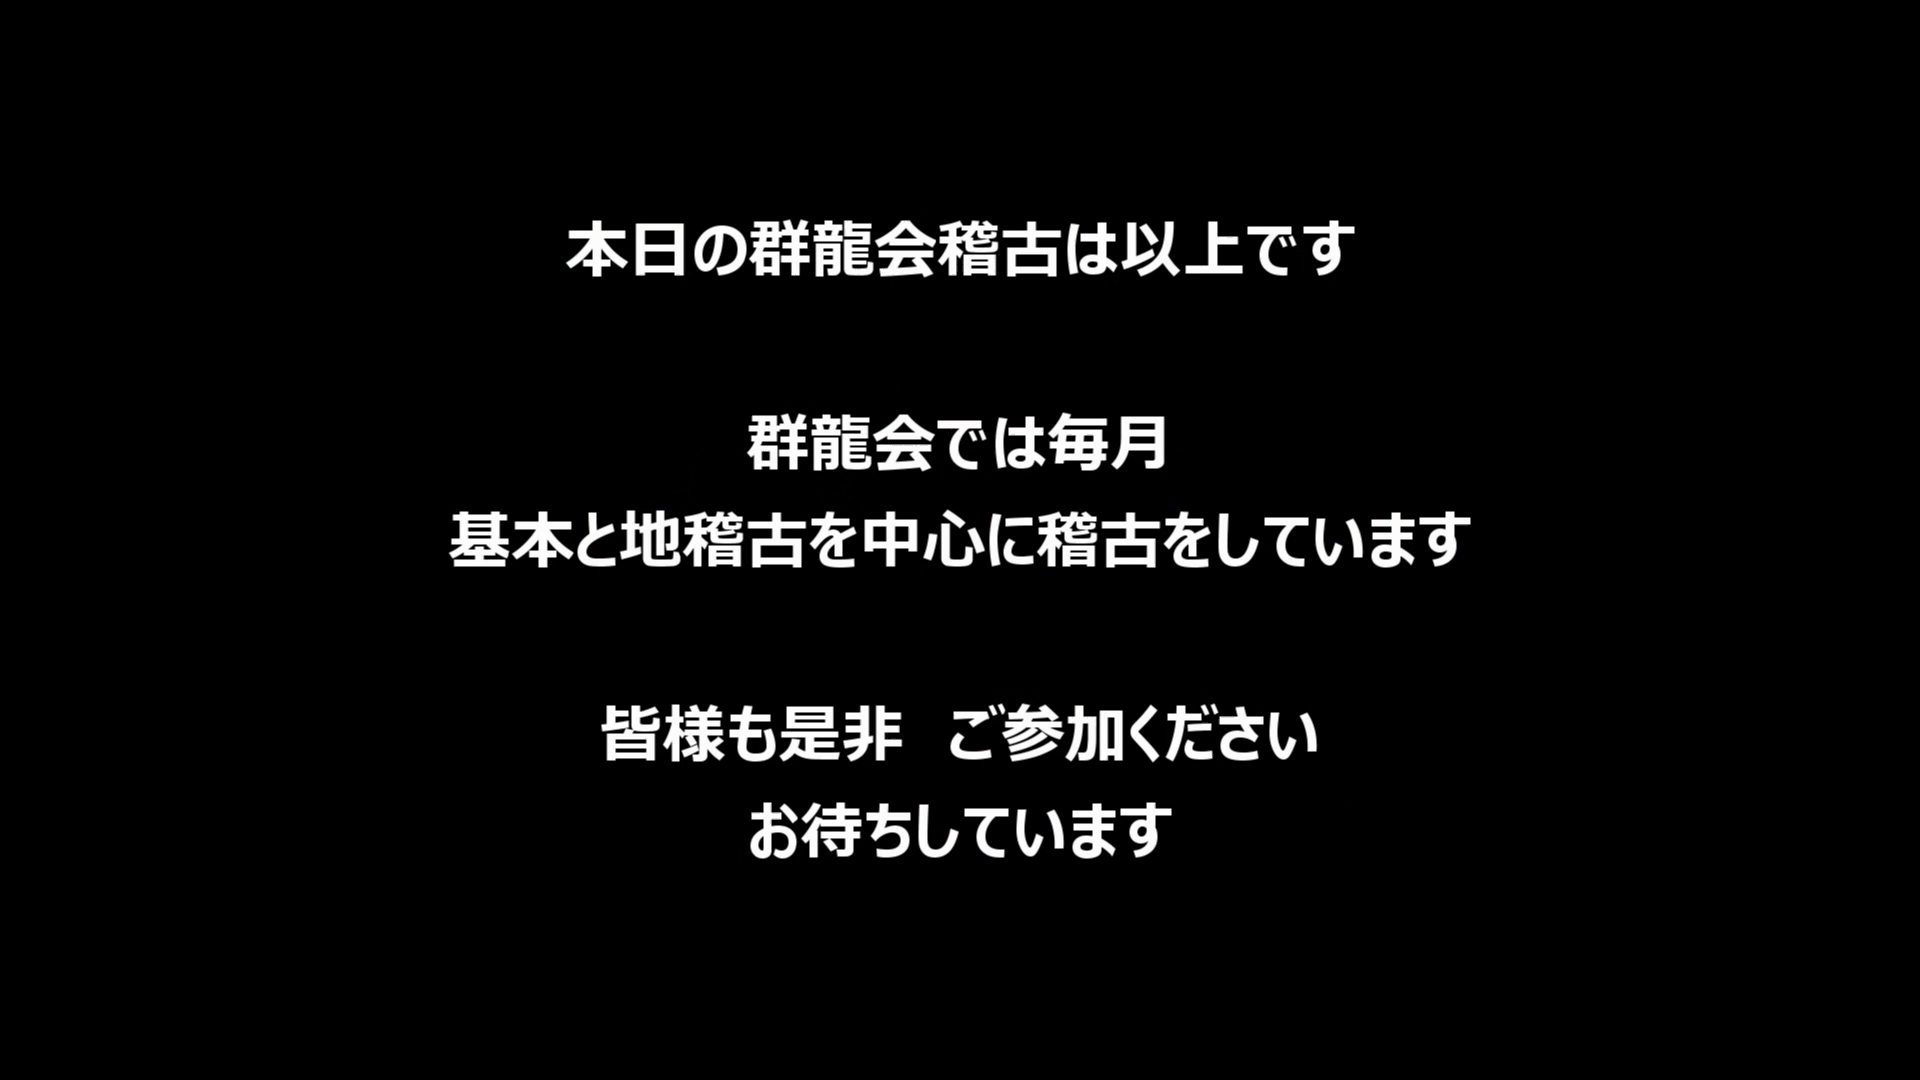 本日の群龍会稽古は以上です
群龍会では毎月
基本と地稽古を中心に稽古をしています
皆様も是非　ご参加ください
お待ちしています